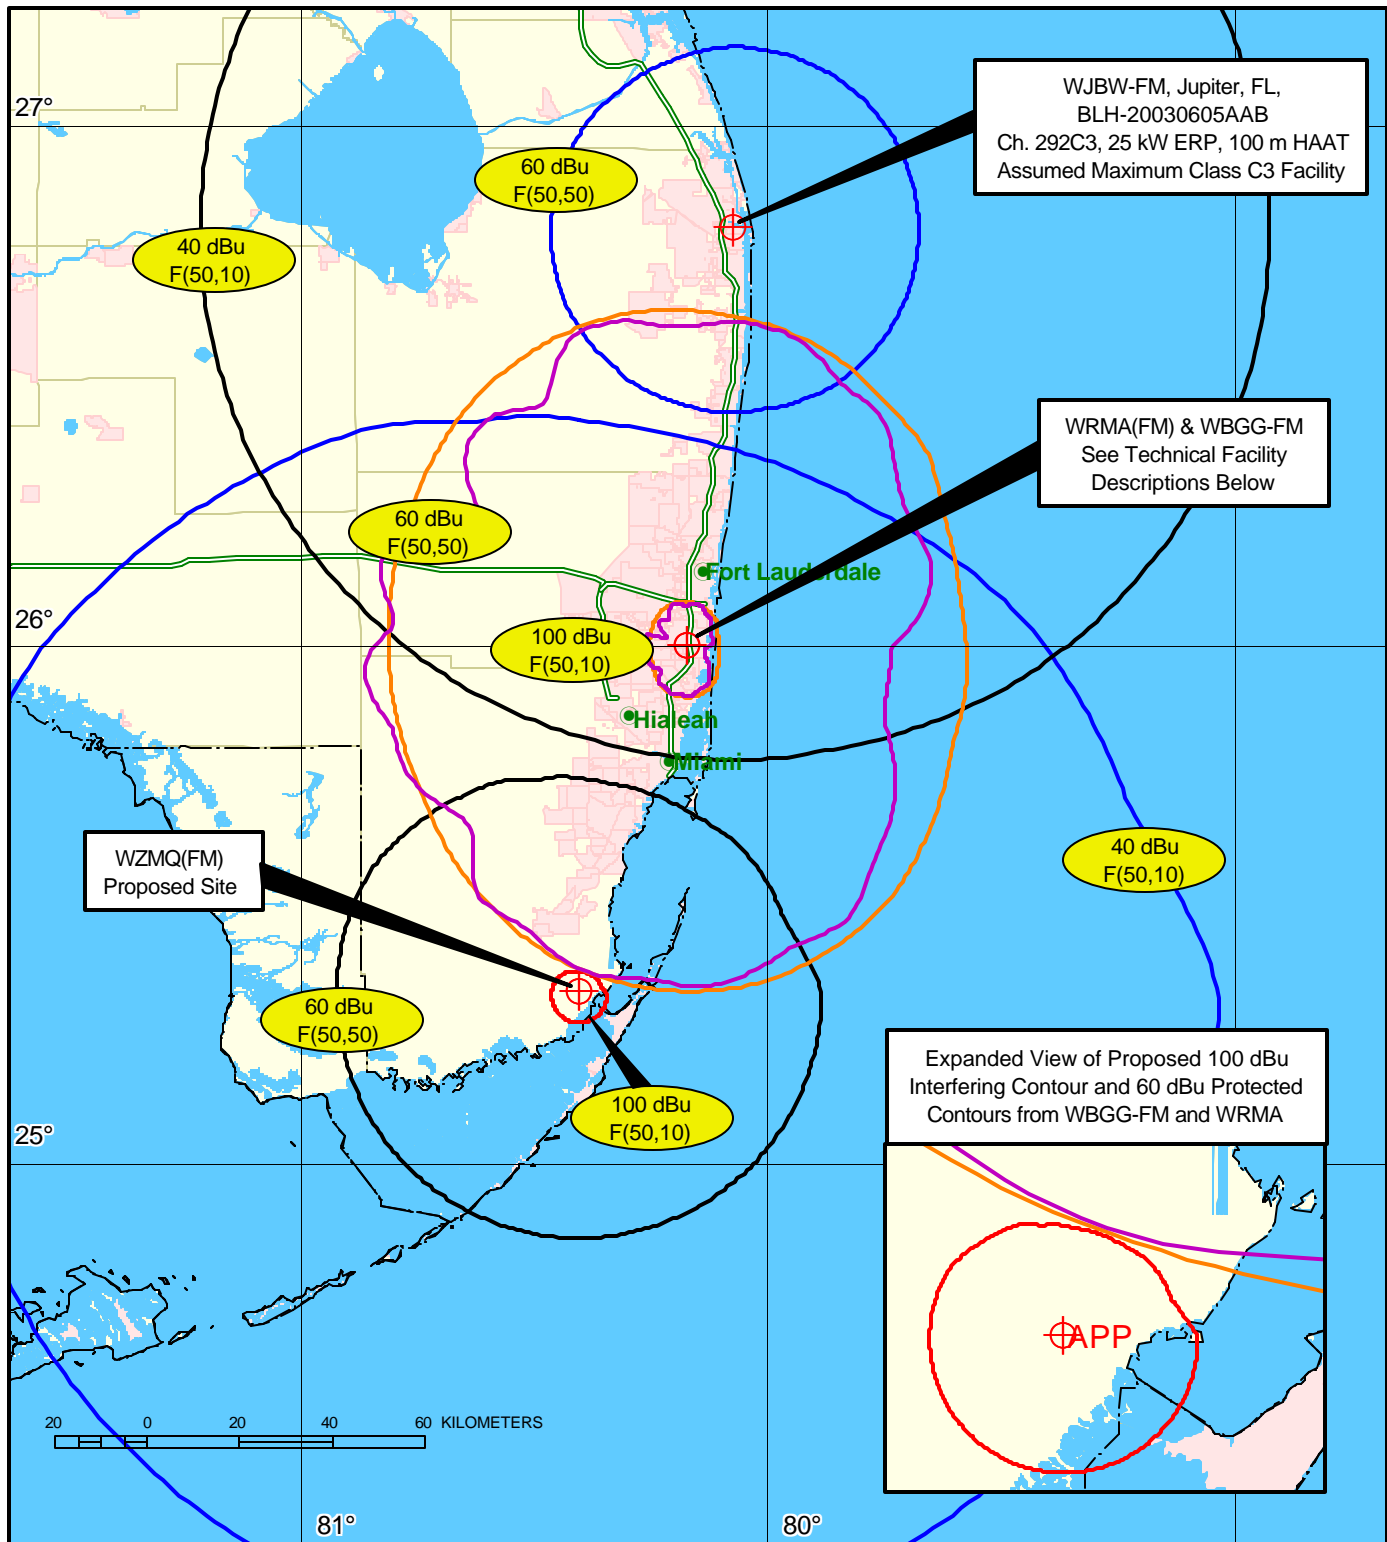 WJBW-FM, Jupiter, FL,
BLH-20030605AAB
Ch. 292C3, 25 kW ERP, 100 m HAAT
Assumed Maximum Class C3 Facility
27°
60 dBu
F(50,50)
40 dBu
F(50,10)
WRMA(FM) & WBGG-FM
See Technical Facility
Descriptions Below
60 dBu
F(50,50)
Fort Lauderdale
26°
100 dBu
F(50,10)
Hialeah
Miami
WZMQ(FM)
Proposed Site
40 dBu
F(50,10)
60 dBu
F(50,50)
Expanded View of Proposed 100 dBu
Interfering Contour and 60 dBu Protected
Contours from WBGG-FM and WRMA
100 dBu
F(50,10)
25°
APP
20 0 20 40 60 KILOMETERS
81°
80°